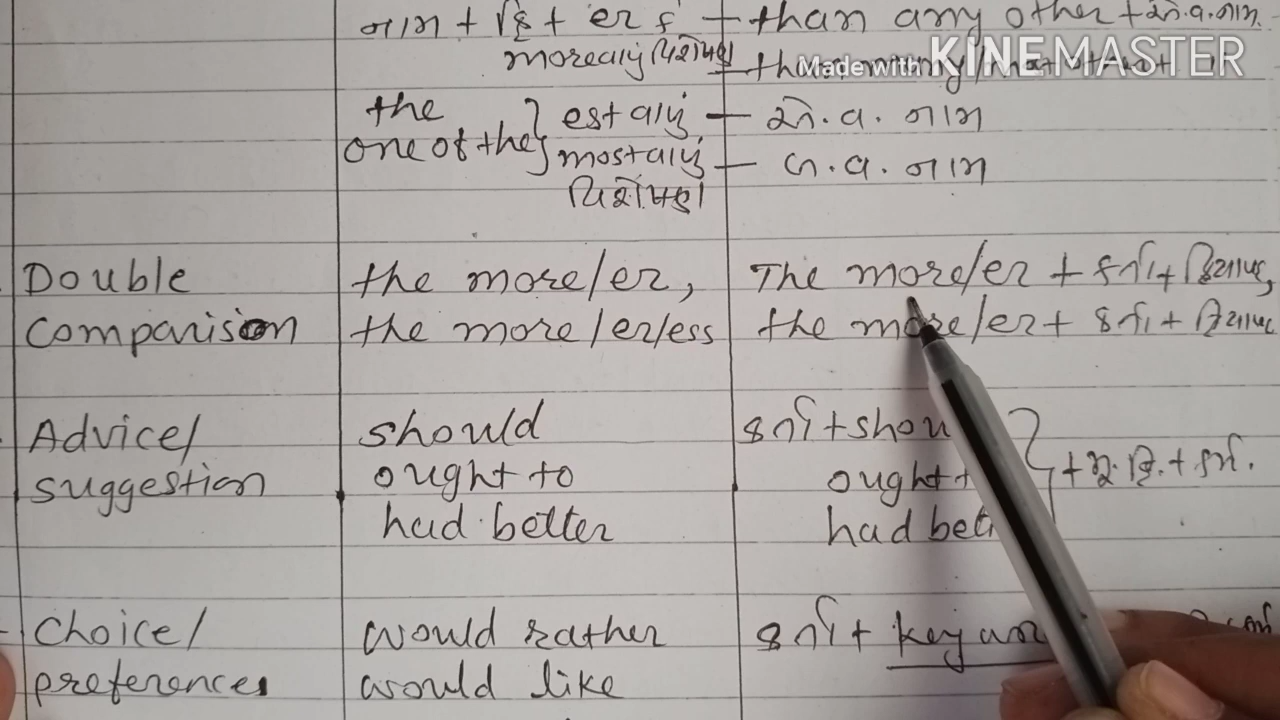 નામ + + er than any other + એ.વ. નામ
moreવાળું વિશેષણ
Made with KINEMASTER
the estવાળું — એ.વ. નામ
one of the mostવાળું — બ.વ. નામ
વિશેષણ
Double the more/er, The more/er + કર્તા + ક્રિયાપદ,
Comparison the more/er/less the more/er + કર્તા + ક્રિયાપદ
Advice/ should કર્તા + shou
suggestion ought to ought t + મૂ.ક્રિ. + કર્મ.
had better had bett
Choice/ would rather કર્તા + key
preferences would like